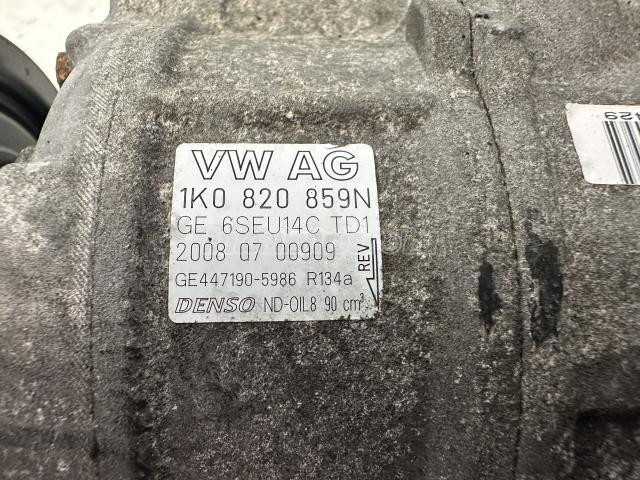 VW AG
1K0 820 859N
GE 6SEU14C TD1
2008 07 00909
REV
GE447190-5986 R134a
DENSO ND-OIL8 90 cm³
429